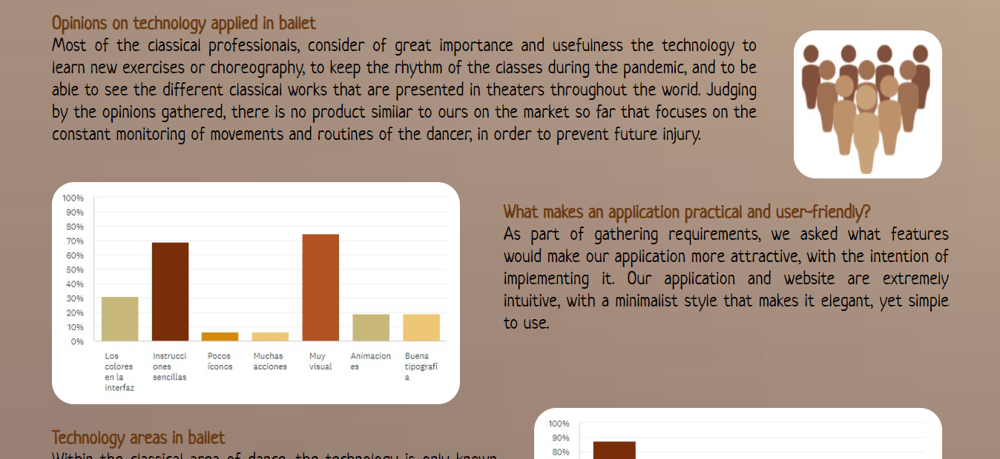 Opinions on technology applied in ballet
Most of the classical professionals, consider of great importance and usefulness the technology to
learn new exercises or choreography, to keep the rhythm of the classes during the pandemic, and to be
able to see the different classical works that are presented in theaters throughout the world. Judging
by the opinions gathered, there is no product similar to ours on the market so far that focuses on the
constant monitoring of movements and routines of the dancer, in order to prevent future injury.
100%
90%
80%
70%
60%
50%
40%
30%
20%
10%
0%
Los
colores
en la
interfaz
Instrucci
ones
sencillas
Pocos
íconos
Muchas
acciones
Muy
visual
Animacion
es
Buena
tipografí
a
What makes an application practical and user-friendly?
As part of gathering requirements, we asked what features
would make our application more attractive, with the intention of
implementing it. Our application and website are extremely
intuitive, with a minimalist style that makes it elegant, yet simple
to use.
Technology areas in ballet
Within the classical area of dance, the technology is only known
100%
90%
80%